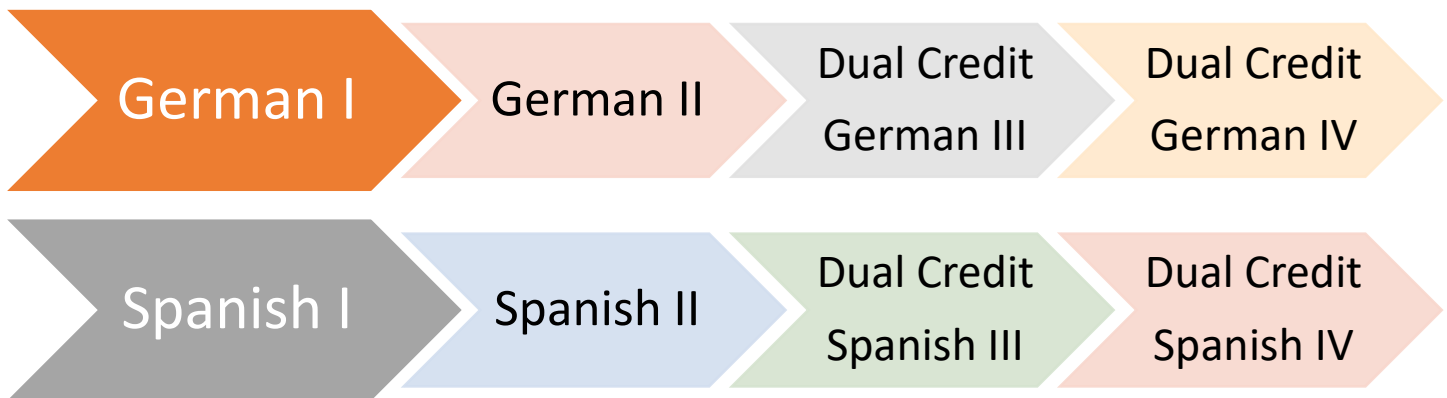 German I
German II
Dual Credit
German III
Dual Credit
German IV
Spanish I
Spanish II
Dual Credit
Spanish III
Dual Credit
Spanish IV